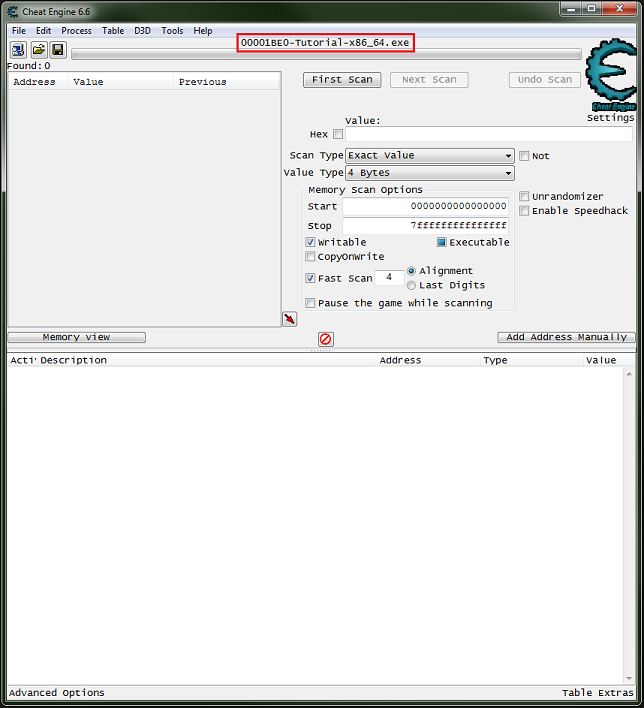 Cheat Engine 6.6
File Edit Process Table D3D Tools Help
00001BE0-Tutorial-x86_64.exe
Found: 0
Address Value Previous
First Scan Next Scan Undo Scan
Cheat Engine
Settings
Value:
Hex
Scan Type Exact Value Not
Value Type 4 Bytes
Memory Scan Options
Unrandomizer
Start 0000000000000000
Enable Speedhack
Stop 7fffffffffffffff
Writable Executable
CopyOnWrite
Fast Scan 4 Alignment
Last Digits
Pause the game while scanning
Memory view Add Address Manually
Acti Description Address Type Value
Advanced Options Table Extras